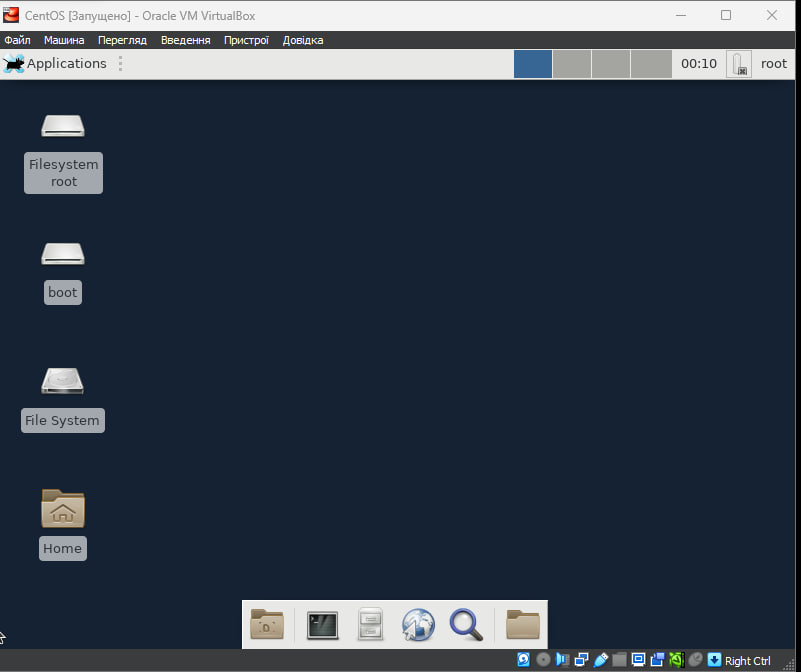 CentOS [Запущено] - Oracle VM VirtualBox
Файл Машина Перегляд Введення Пристрої Довідка
Applications 00:10 root
Filesystem
root
boot
File System
Home
Right Ctrl